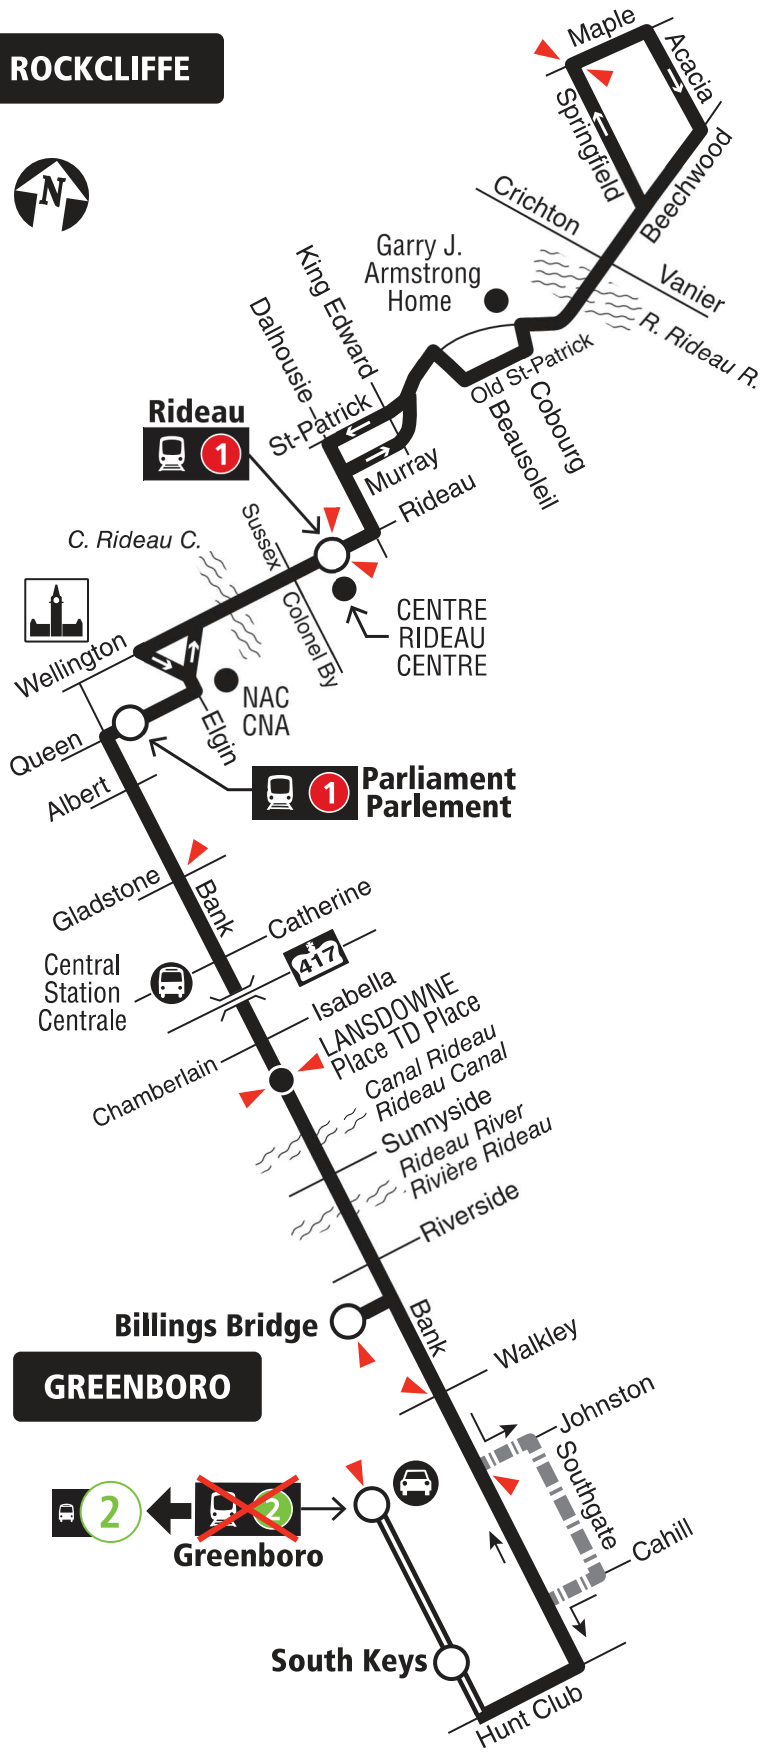 ROCKCLIFFE
N
Maple
Acacia
Springfield
Beechwood
Crichton
Vanier
R. Rideau R.
Garry J.
Armstrong
Home
King Edward
Dalhousie
St-Patrick
Old St-Patrick
Cobourg
Beausoleil
Murray
Rideau
Rideau
1
Sussex
Colonel By
C. Rideau C.
CENTRE
RIDEAU
CENTRE
Wellington
NAC
CNA
Elgin
Queen
Albert
1
Parliament
Parlement
Gladstone
Bank
Catherine
417
Central
Station
Centrale
Isabella
Chamberlain
LANSDOWNE
Place TD Place
Canal Rideau
Rideau Canal
Sunnyside
Rideau River
Rivière Rideau
Riverside
Billings Bridge
Bank
Walkley
GREENBORO
Johnston
Southgate
Cahill
2
2
Greenboro
South Keys
Hunt Club